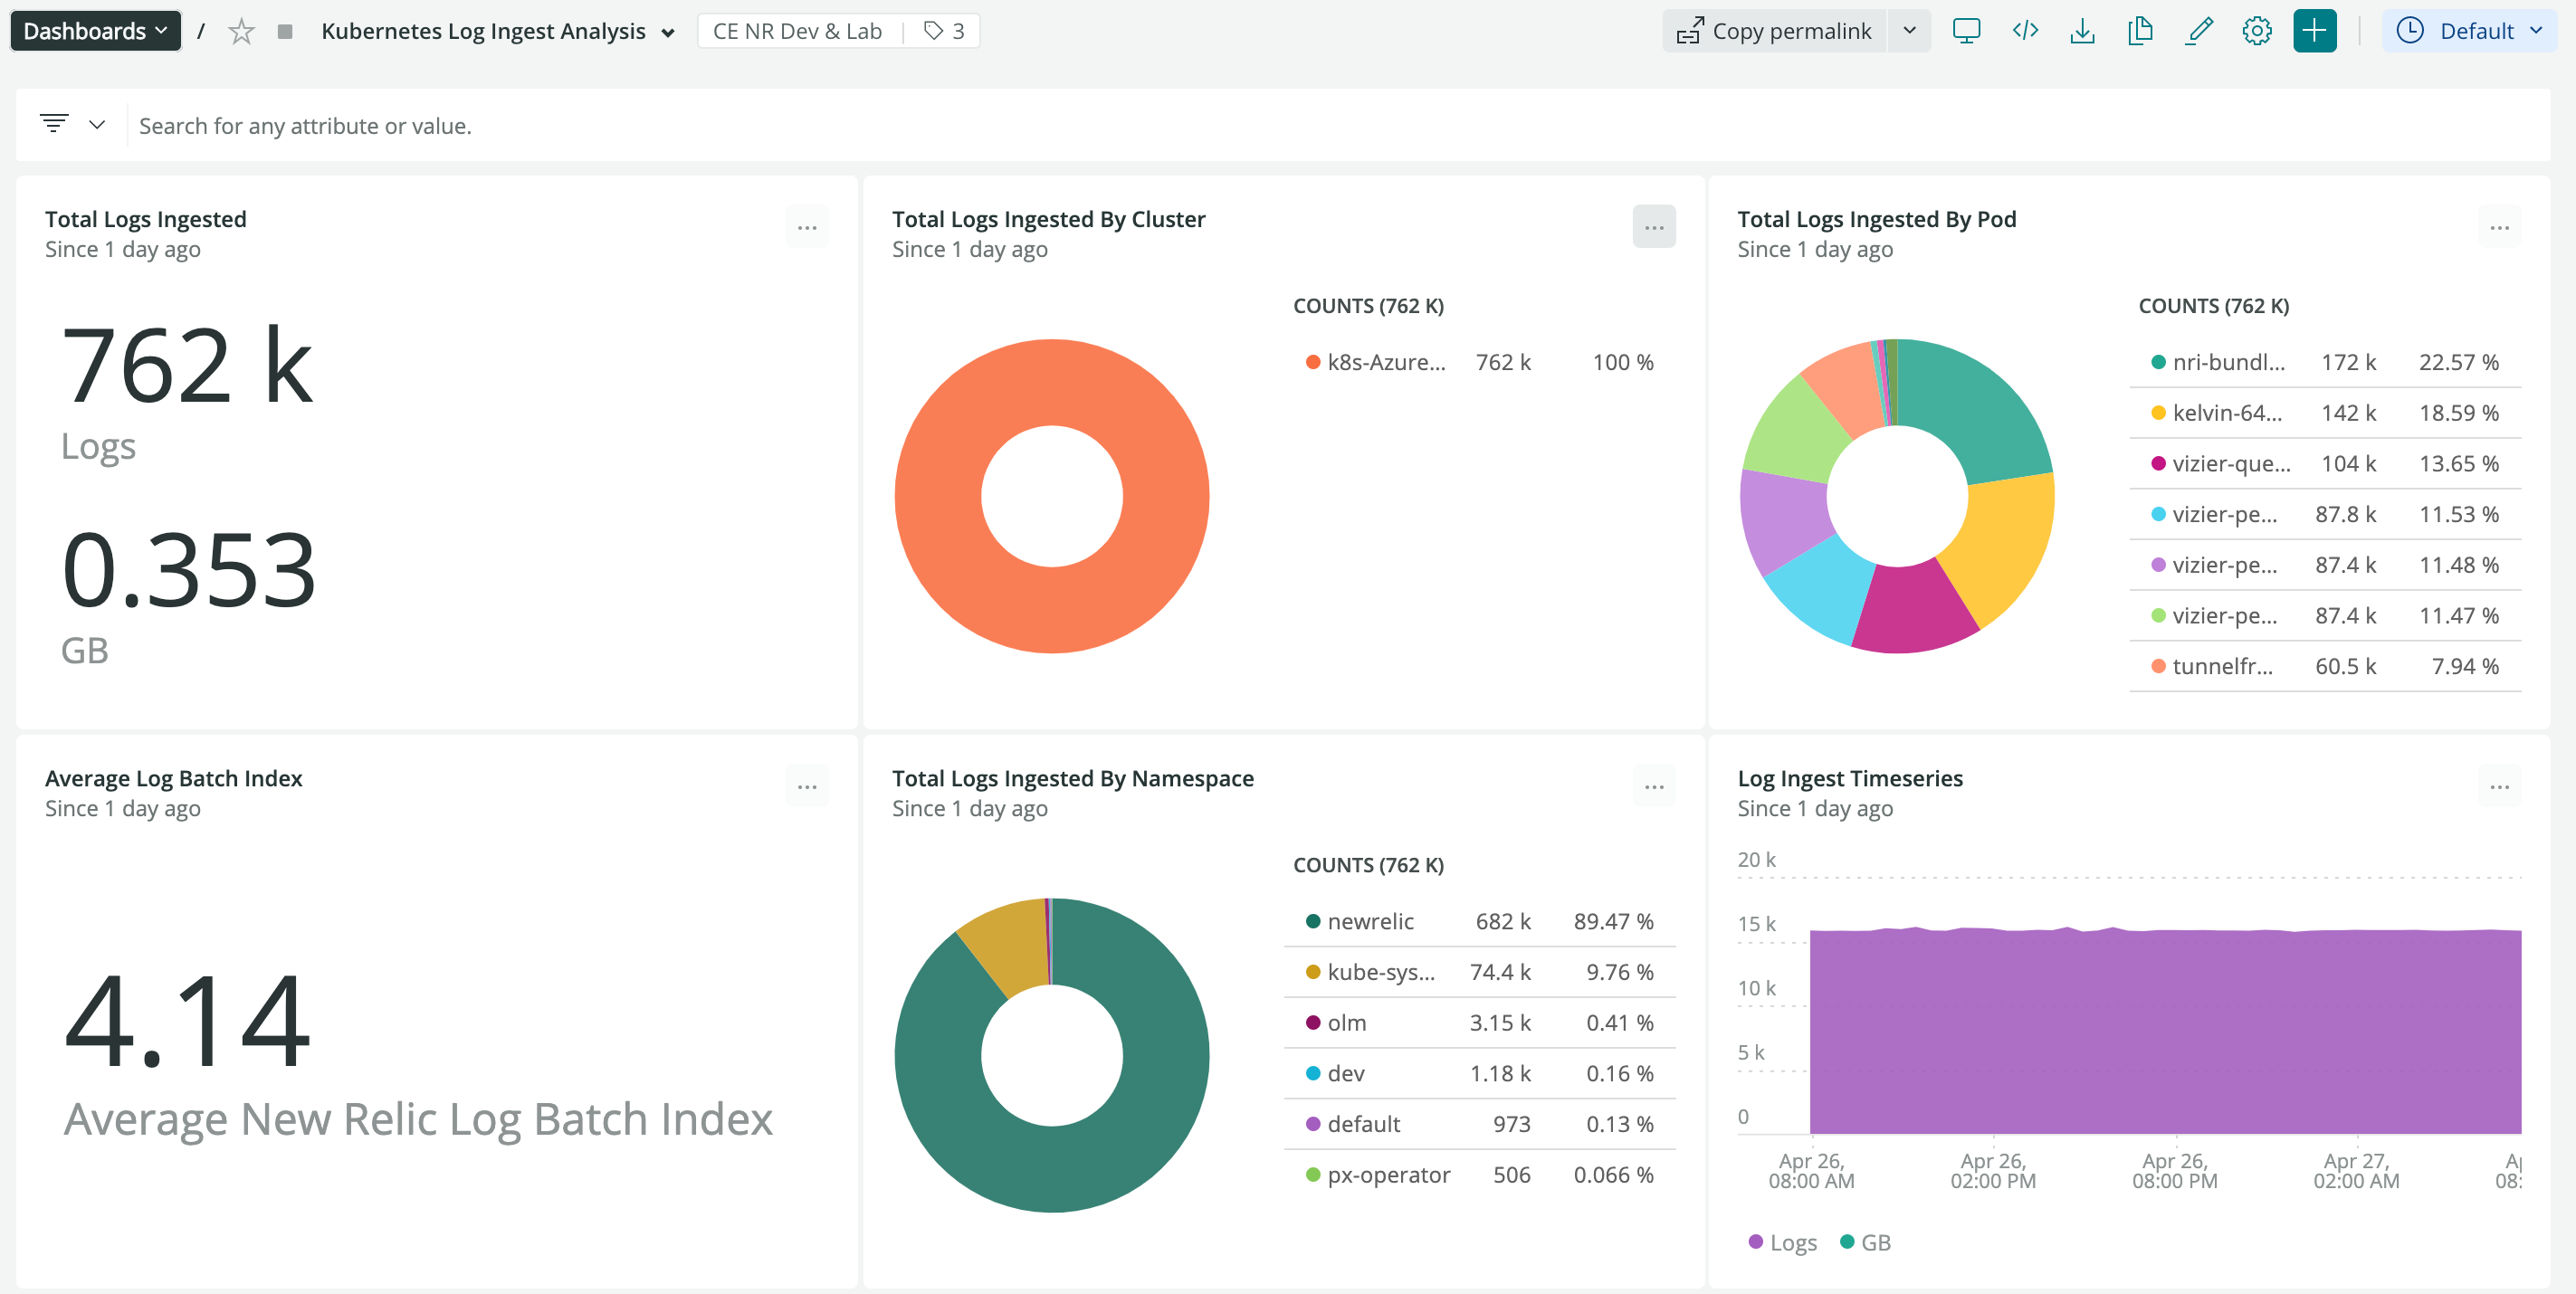 Dashboards / Kubernetes Log Ingest Analysis CE NR Dev & Lab 3 Copy permalink Default
Search for any attribute or value.
Total Logs Ingested
Since 1 day ago
762 k
Logs
0.353
GB
Total Logs Ingested By Cluster
Since 1 day ago
COUNTS (762 K)
k8s-Azure... 762 k 100 %
Total Logs Ingested By Pod
Since 1 day ago
COUNTS (762 K)
nri-bundl... 172 k 22.57 %
kelvin-64... 142 k 18.59 %
vizier-que... 104 k 13.65 %
vizier-pe... 87.8 k 11.53 %
vizier-pe... 87.4 k 11.48 %
vizier-pe... 87.4 k 11.47 %
tunnelfr... 60.5 k 7.94 %
Average Log Batch Index
Since 1 day ago
4.14
Average New Relic Log Batch Index
Total Logs Ingested By Namespace
Since 1 day ago
COUNTS (762 K)
newrelic 682 k 89.47 %
kube-sys... 74.4 k 9.76 %
olm 3.15 k 0.41 %
dev 1.18 k 0.16 %
default 973 0.13 %
px-operator 506 0.066 %
Log Ingest Timeseries
Since 1 day ago
20 k
15 k
10 k
5 k
0
Apr 26, Apr 26, Apr 26, Apr 27,
08:00 AM 02:00 PM 08:00 PM 02:00 AM 08:
Logs GB